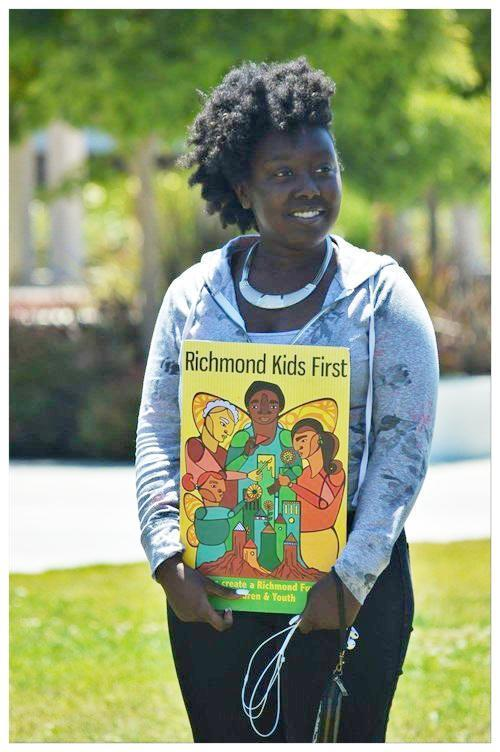 Richmond Kids First
create a Richmond
& Youth